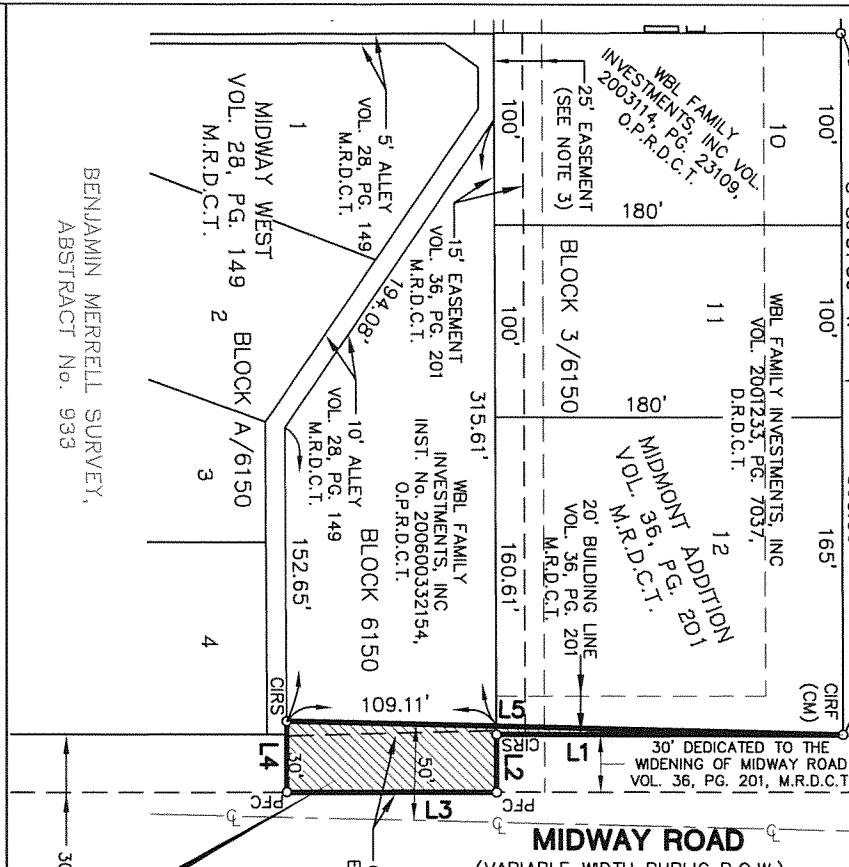 WBL FAMILY
INVESTMENTS, INC VOL.
2003114, PG. 23109,
O.P.R.D.C.T.
10
100'
100'
165'
180'
25' EASEMENT
(SEE NOTE 3)
100'
BLOCK 3/6150
100'
11
WBL FAMILY INVESTMENTS, INC
VOL. 2001233, PG. 7037,
D.R.D.C.T.
180'
12
MIDMONT ADDITION
VOL. 36, PG. 201
M.R.D.C.T.
20' BUILDING LINE
VOL. 36, PG. 201
M.R.D.C.T.
CIRF
(CM)
5' ALLEY
VOL. 28, PG. 149
M.R.D.C.T.
1
MIDWAY WEST
VOL. 28, PG. 149
M.R.D.C.T.
2
BLOCK A/6150
3
4
BENJAMIN MERRELL SURVEY,
ABSTRACT No. 933
15' EASEMENT
VOL. 36, PG. 201
M.R.D.C.T.
194.08'
10' ALLEY
VOL. 28, PG. 149
M.R.D.C.T.
315.61'
WBL FAMILY
INVESTMENTS, INC
INST. No. 200600332154,
O.P.R.D.C.T.
BLOCK 6150
152.65'
160.61'
109.11'
CIRS
L5
CIRS
L1
L4
30'
50'
L2
L3
PFC
PFC
30' DEDICATED TO THE
WIDENING OF MIDWAY ROAD
VOL. 36, PG. 201, M.R.D.C.T
MIDWAY ROAD
(VARIABLE WIDTH PUBLIC R.O.W.)